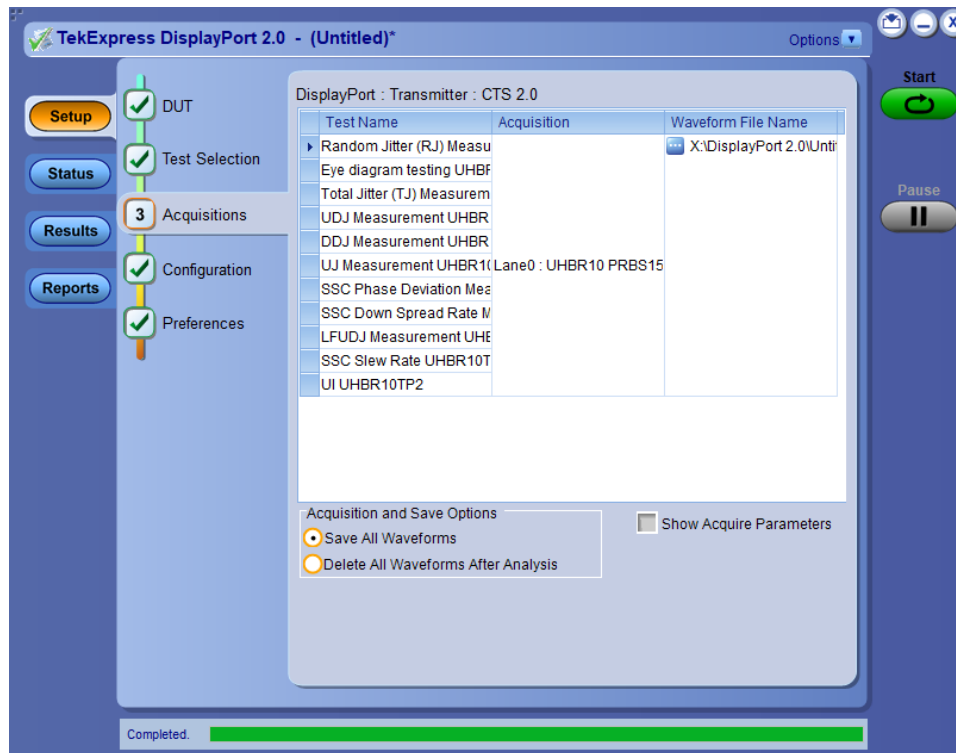 TekExpress DisplayPort 2.0 - (Untitled)*
Options
Start
Pause
Setup
Status
Results
Reports
DUT
Test Selection
3 Acquisitions
Configuration
Preferences
DisplayPort : Transmitter : CTS 2.0
Test Name Acquisition Waveform File Name
Random Jitter (RJ) Measu X:\DisplayPort 2.0\Unti
Eye diagram testing UHBR
Total Jitter (TJ) Measurem
UDJ Measurement UHBR
DDJ Measurement UHBR
UJ Measurement UHBR10 Lane0 : UHBR10 PRBS15
SSC Phase Deviation Mea
SSC Down Spread Rate M
LFUDJ Measurement UHB
SSC Slew Rate UHBR10T
UI UHBR10TP2
Acquisition and Save Options
Save All Waveforms
Delete All Waveforms After Analysis
Show Acquire Parameters
Completed.